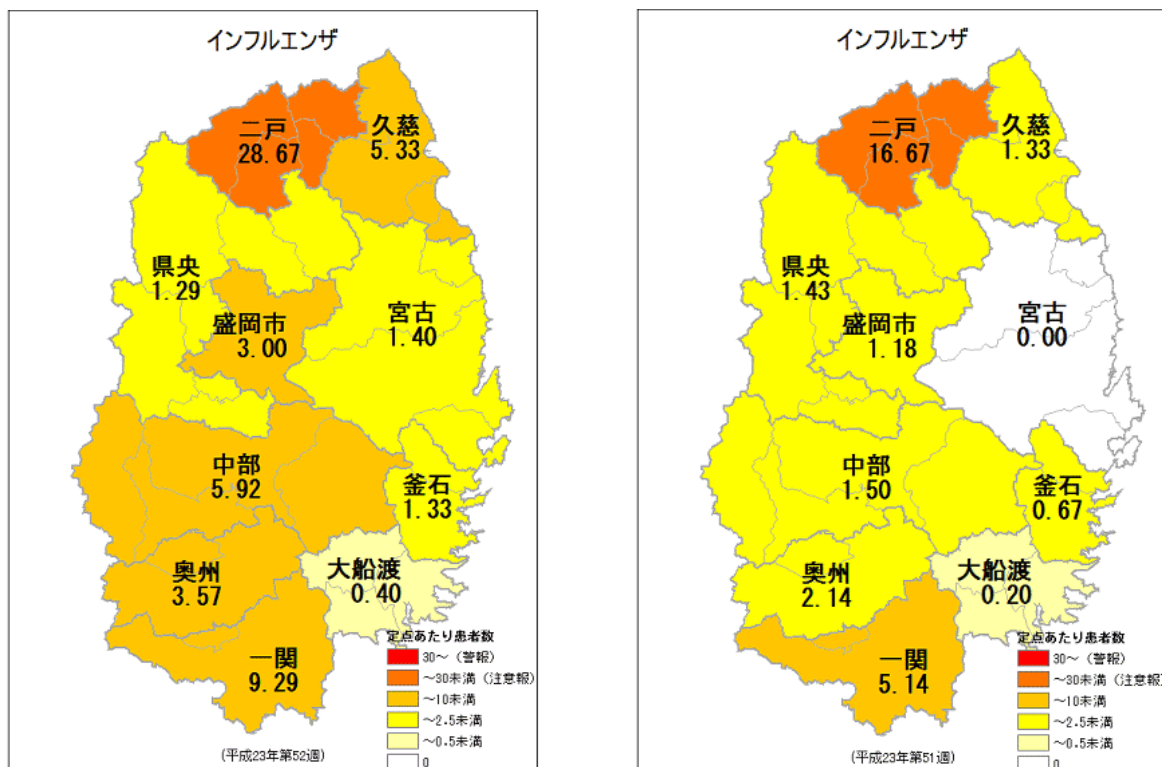 インフルエンザ
二戸
28.67
久慈
5.33
県央
1.29
盛岡市
3.00
宮古
1.40
中部
5.92
釜石
1.33
奥州
3.57
大船渡
0.40
一関
9.29
定点あたり患者数
30～（警報）
～30未満（注意報）
～10未満
～2.5未満
～0.5未満
0
(平成23年第52週)
インフルエンザ
二戸
16.67
久慈
1.33
県央
1.43
盛岡市
1.18
宮古
0.00
中部
1.50
釜石
0.67
奥州
2.14
大船渡
0.20
一関
5.14
定点あたり患者数
30～（警報）
～30未満（注意報）
～10未満
～2.5未満
～0.5未満
0
(平成23年第51週)